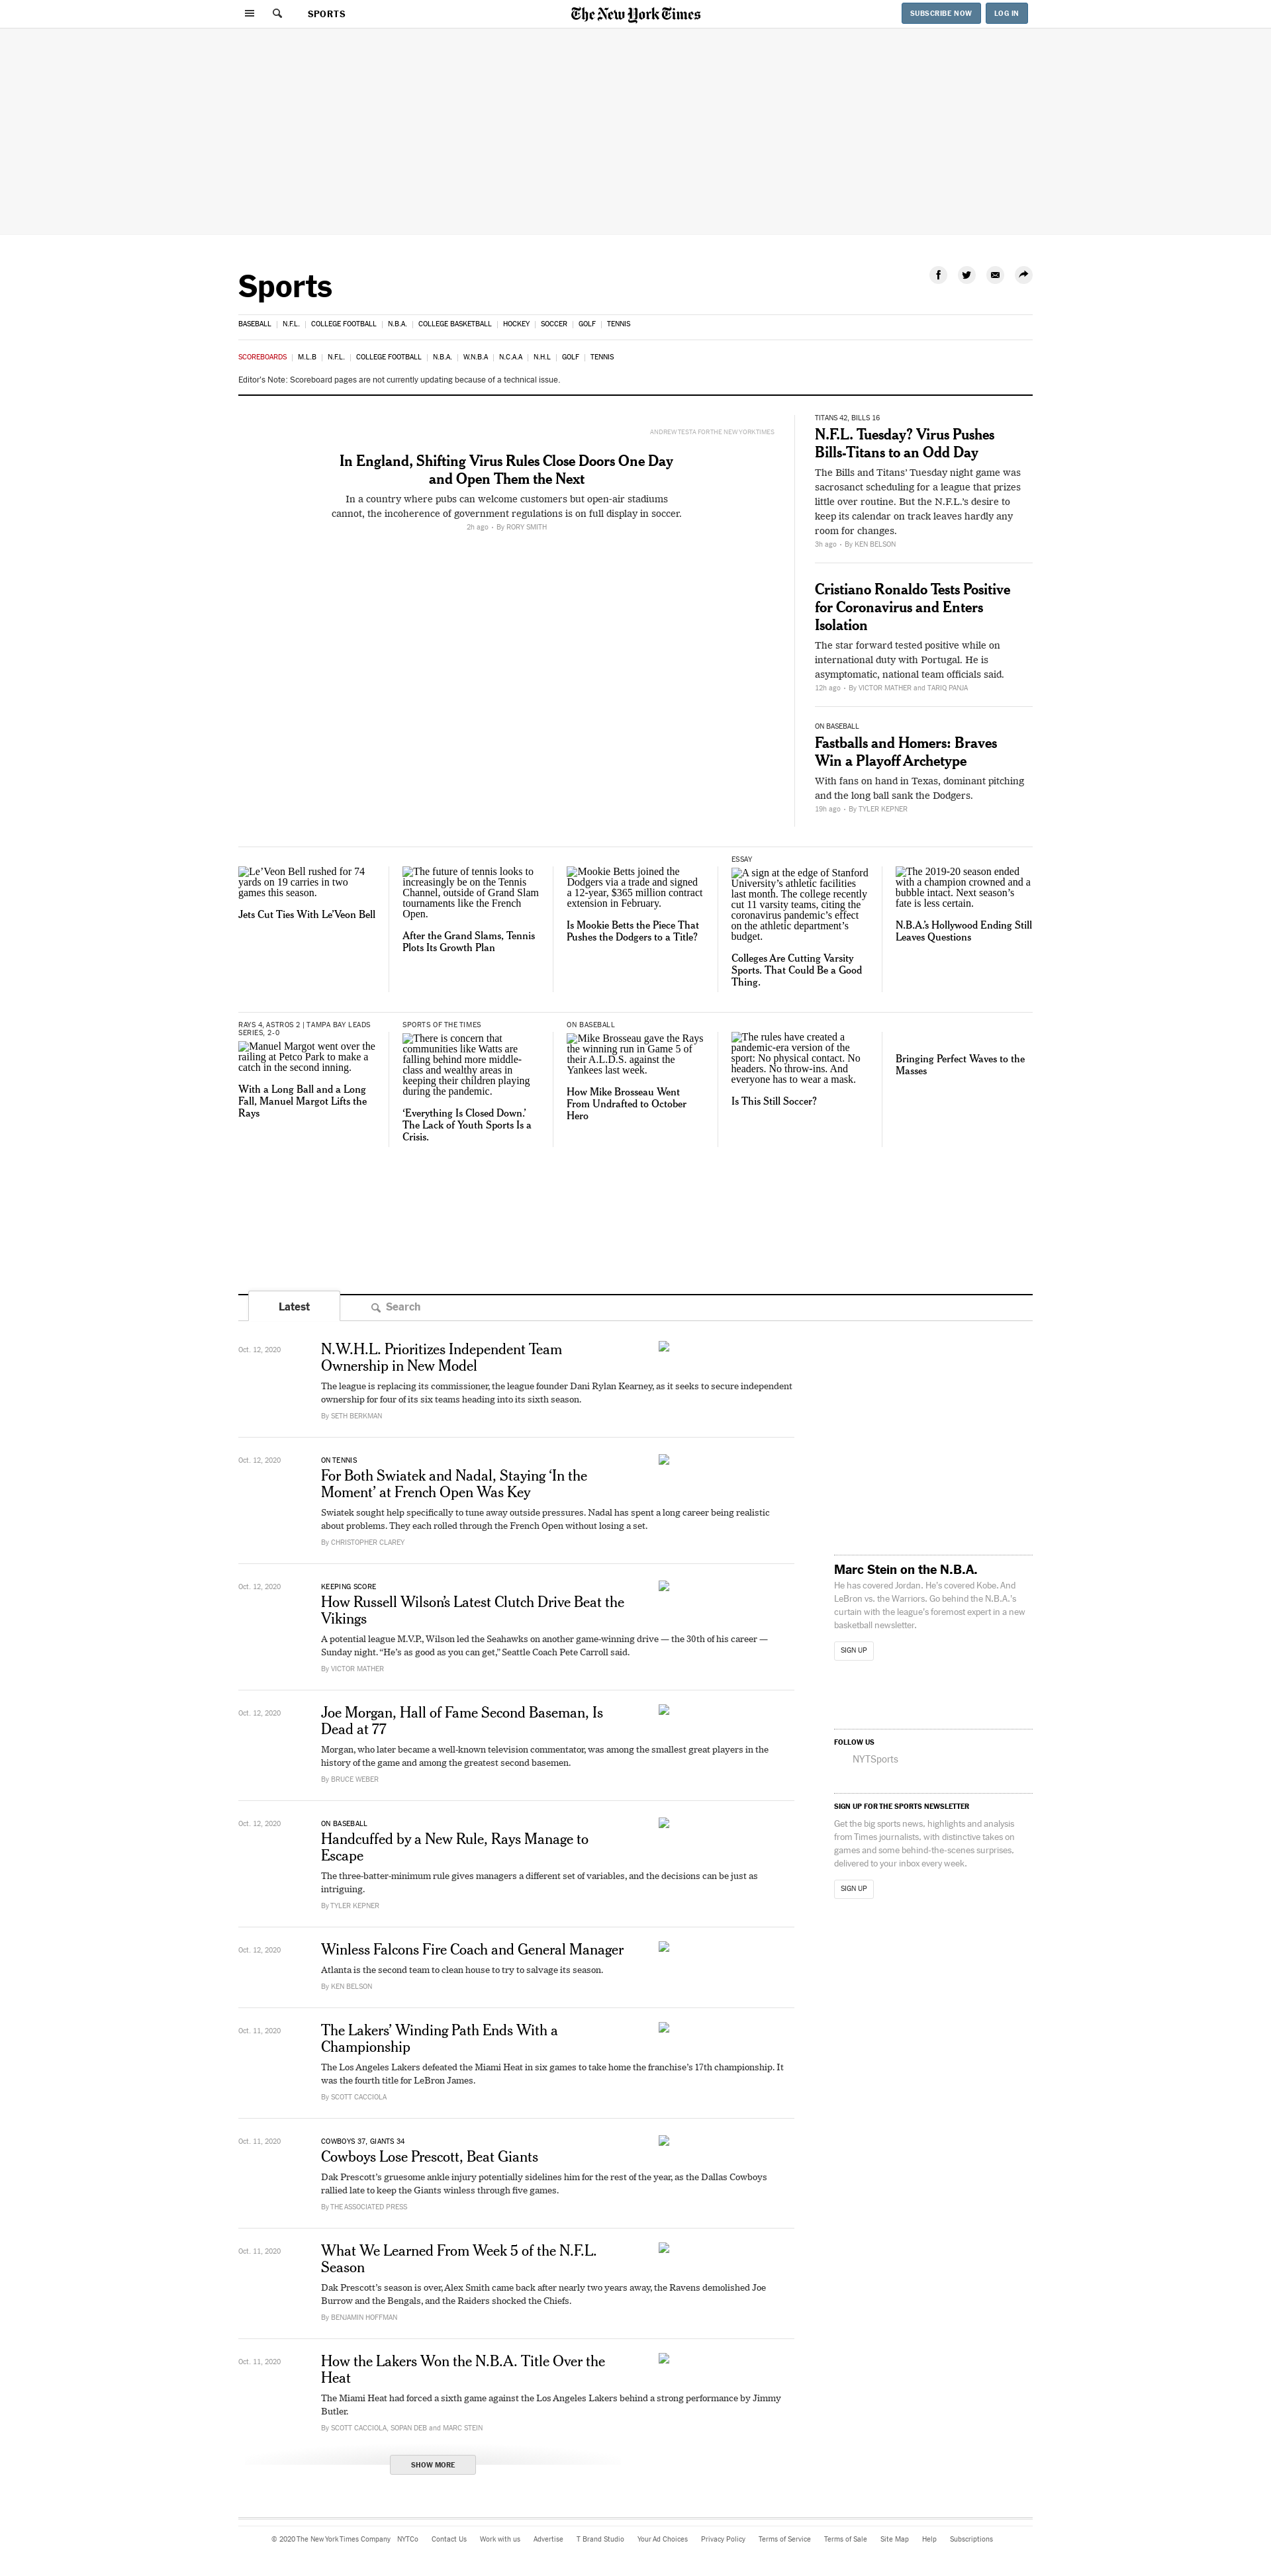 SPORTS
The New York Times
SUBSCRIBE NOW
LOG IN
Sports
BASEBALL
N.F.L.
COLLEGE FOOTBALL
N.B.A.
COLLEGE BASKETBALL
HOCKEY
SOCCER
GOLF
TENNIS
SCOREBOARDS
M.L.B
N.F.L.
COLLEGE FOOTBALL
N.B.A.
W.N.B.A
N.C.A.A
N.H.L
GOLF
TENNIS
Editor's Note: Scoreboard pages are not currently updating because of a technical issue.
ANDREW TESTA FOR THE NEW YORK TIMES
In England, Shifting Virus Rules Close Doors One Day
and Open Them the Next
In a country where pubs can welcome customers but open-air stadiums
cannot, the incoherence of government regulations is on full display in soccer.
2h ago · By RORY SMITH
TITANS 42, BILLS 16
N.F.L. Tuesday? Virus Pushes
Bills-Titans to an Odd Day
The Bills and Titans' Tuesday night game was
sacrosanct scheduling for a league that prizes
little over routine. But the N.F.L.'s desire to
keep its calendar on track leaves hardly any
room for changes.
3h ago · By KEN BELSON
Cristiano Ronaldo Tests Positive
for Coronavirus and Enters
Isolation
The star forward tested positive while on
international duty with Portugal. He is
asymptomatic, national team officials said.
12h ago · By VICTOR MATHER and TARIQ PANJA
ON BASEBALL
Fastballs and Homers: Braves
Win a Playoff Archetype
With fans on hand in Texas, dominant pitching
and the long ball sank the Dodgers.
19h ago · By TYLER KEPNER
Le'Veon Bell rushed for 74
yards on 19 carries in two
games this season.
Jets Cut Ties With Le'Veon Bell
The future of tennis looks to
increasingly be on the Tennis
Channel, outside of Grand Slam
tournaments like the French
Open.
After the Grand Slams, Tennis
Plots Its Growth Plan
Mookie Betts joined the
Dodgers via a trade and signed
a 12-year, $365 million contract
extension in February.
Is Mookie Betts the Piece That
Pushes the Dodgers to a Title?
ESSAY
A sign at the edge of Stanford
University's athletic facilities
last month. The college recently
cut 11 varsity teams, citing the
coronavirus pandemic's effect
on the athletic department's
budget.
Colleges Are Cutting Varsity
Sports. That Could Be a Good
Thing.
The 2019-20 season ended
with a champion crowned and a
bubble intact. Next season's
fate is less certain.
N.B.A.'s Hollywood Ending Still
Leaves Questions
RAYS 4, ASTROS 2 | TAMPA BAY LEADS
SERIES, 2-0
Manuel Margot went over the
railing at Petco Park to make a
catch in the second inning.
With a Long Ball and a Long
Fall, Manuel Margot Lifts the
Rays
SPORTS OF THE TIMES
There is concern that
communities like Watts are
falling behind more middle-
class and wealthy areas in
keeping their children playing
during the pandemic.
'Everything Is Closed Down.'
The Lack of Youth Sports Is a
Crisis.
ON BASEBALL
Mike Brosseau gave the Rays
the winning run in Game 5 of
their A.L.D.S. against the
Yankees last week.
How Mike Brosseau Went
From Undrafted to October
Hero
The rules have created a
pandemic-era version of the
sport: No physical contact. No
headers. No throw-ins. And
everyone has to wear a mask.
Is This Still Soccer?
Bringing Perfect Waves to the
Masses
Latest
Search
Oct. 12, 2020
N.W.H.L. Prioritizes Independent Team
Ownership in New Model
The league is replacing its commissioner, the league founder Dani Rylan Kearney, as it seeks to secure independent
ownership for four of its six teams heading into its sixth season.
By SETH BERKMAN
Oct. 12, 2020
ON TENNIS
For Both Swiatek and Nadal, Staying 'In the
Moment' at French Open Was Key
Swiatek sought help specifically to tune away outside pressures. Nadal has spent a long career being realistic
about problems. They each rolled through the French Open without losing a set.
By CHRISTOPHER CLAREY
Oct. 12, 2020
KEEPING SCORE
How Russell Wilson's Latest Clutch Drive Beat the
Vikings
A potential league M.V.P., Wilson led the Seahawks on another game-winning drive — the 30th of his career —
Sunday night. "He's as good as you can get," Seattle Coach Pete Carroll said.
By VICTOR MATHER
Oct. 12, 2020
Joe Morgan, Hall of Fame Second Baseman, Is
Dead at 77
Morgan, who later became a well-known television commentator, was among the smallest great players in the
history of the game and among the greatest second basemen.
By BRUCE WEBER
Oct. 12, 2020
ON BASEBALL
Handcuffed by a New Rule, Rays Manage to
Escape
The three-batter-minimum rule gives managers a different set of variables, and the decisions can be just as
intriguing.
By TYLER KEPNER
Oct. 12, 2020
Winless Falcons Fire Coach and General Manager
Atlanta is the second team to clean house to try to salvage its season.
By KEN BELSON
Oct. 11, 2020
The Lakers' Winding Path Ends With a
Championship
The Los Angeles Lakers defeated the Miami Heat in six games to take home the franchise's 17th championship. It
was the fourth title for LeBron James.
By SCOTT CACCIOLA
Oct. 11, 2020
COWBOYS 37, GIANTS 34
Cowboys Lose Prescott, Beat Giants
Dak Prescott's gruesome ankle injury potentially sidelines him for the rest of the year, as the Dallas Cowboys
rallied late to keep the Giants winless through five games.
By THE ASSOCIATED PRESS
Oct. 11, 2020
What We Learned From Week 5 of the N.F.L.
Season
Dak Prescott's season is over, Alex Smith came back after nearly two years away, the Ravens demolished Joe
Burrow and the Bengals, and the Raiders shocked the Chiefs.
By BENJAMIN HOFFMAN
Oct. 11, 2020
How the Lakers Won the N.B.A. Title Over the
Heat
The Miami Heat had forced a sixth game against the Los Angeles Lakers behind a strong performance by Jimmy
Butler.
By SCOTT CACCIOLA, SOPAN DEB and MARC STEIN
SHOW MORE
Marc Stein on the N.B.A.
He has covered Jordan. He's covered Kobe. And
LeBron vs. the Warriors. Go behind the N.B.A.'s
curtain with the league's foremost expert in a new
basketball newsletter.
SIGN UP
FOLLOW US
NYTSports
SIGN UP FOR THE SPORTS NEWSLETTER
Get the big sports news, highlights and analysis
from Times journalists, with distinctive takes on
games and some behind-the-scenes surprises,
delivered to your inbox every week.
SIGN UP
© 2020 The New York Times Company
NYTCo
Contact Us
Work with us
Advertise
T Brand Studio
Your Ad Choices
Privacy Policy
Terms of Service
Terms of Sale
Site Map
Help
Subscriptions